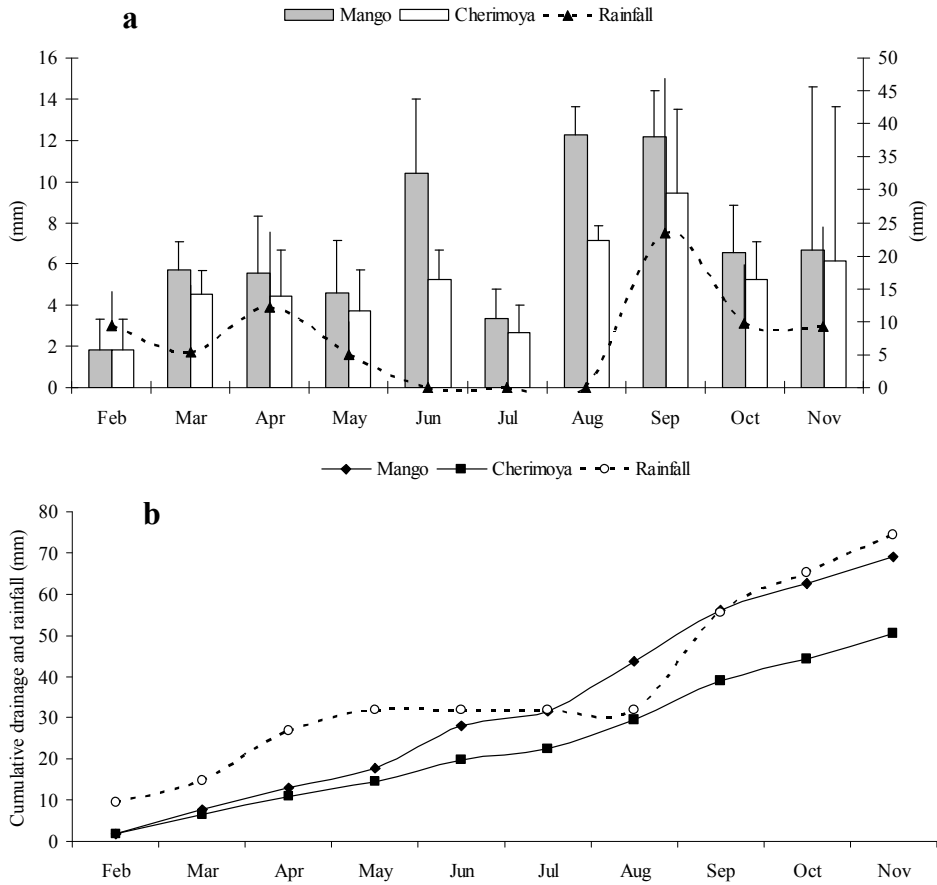 a
Mango Cherimoya Rainfall
16 50
14 45
12 40
10 35
8 30
6 25
4 20
2 15
0 10
5
0
(mm)
(mm)
Feb Mar Apr May Jun Jul Aug Sep Oct Nov
Mango Cherimoya Rainfall
b
80
70
60
50
40
30
20
10
0
Cumulative drainage and rainfall (mm)
Feb Mar Apr May Jun Jul Aug Sep Oct Nov